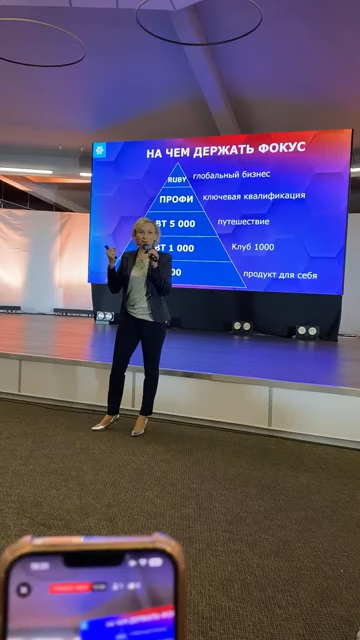 НА ЧЕМ ДЕРЖАТЬ ФОКУС
RUBY глобальный бизнес
ПРОФИ ключевая квалификация
ВТ 5 000 путешествие
ВТ 1 000 Клуб 1000
00 продукт для себя